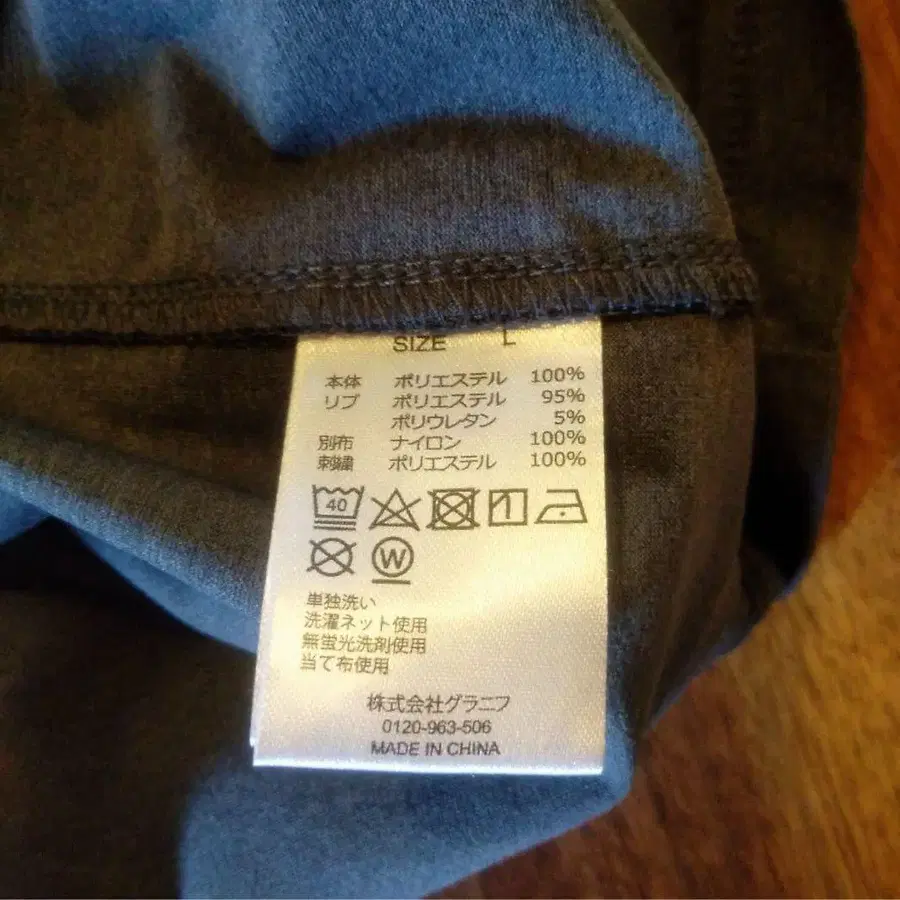 SIZE L
本体 ポリエステル 100%
リブ ポリエステル 95%
ポリウレタン 5%
別布 ナイロン 100%
刺繍 ポリエステル 100%
40
W
単独洗い
洗濯ネット使用
無蛍光洗剤使用
当て布使用
株式会社グラニフ
0120-963-506
MADE IN CHINA